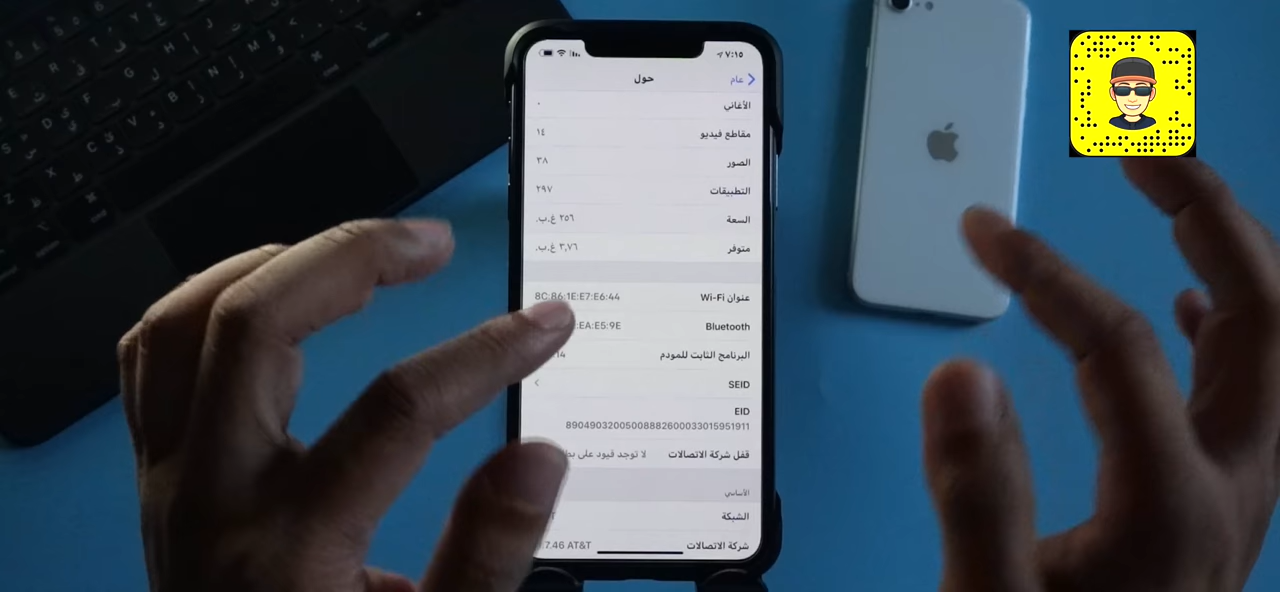 ٧:١٥
عام
حول
الأغاني ٠
مقاطع فيديو ١٤
الصور ٣٨
التطبيقات ٢٩٧
السعة ٢٥٦ غ.ب.
متوفر ٣,٧٦ غ.ب.
عنوان Wi-Fi 8C:86:1E:E7:E6:44
Bluetooth :EA:E5:9E
البرنامج الثابت للمودم 14
SEID
EID
89049032005008882600033015951911
قفل شركة الاتصالات لا توجد قيود على
الأساسي
الشبكة
شركة الاتصالات 7.46 AT&T